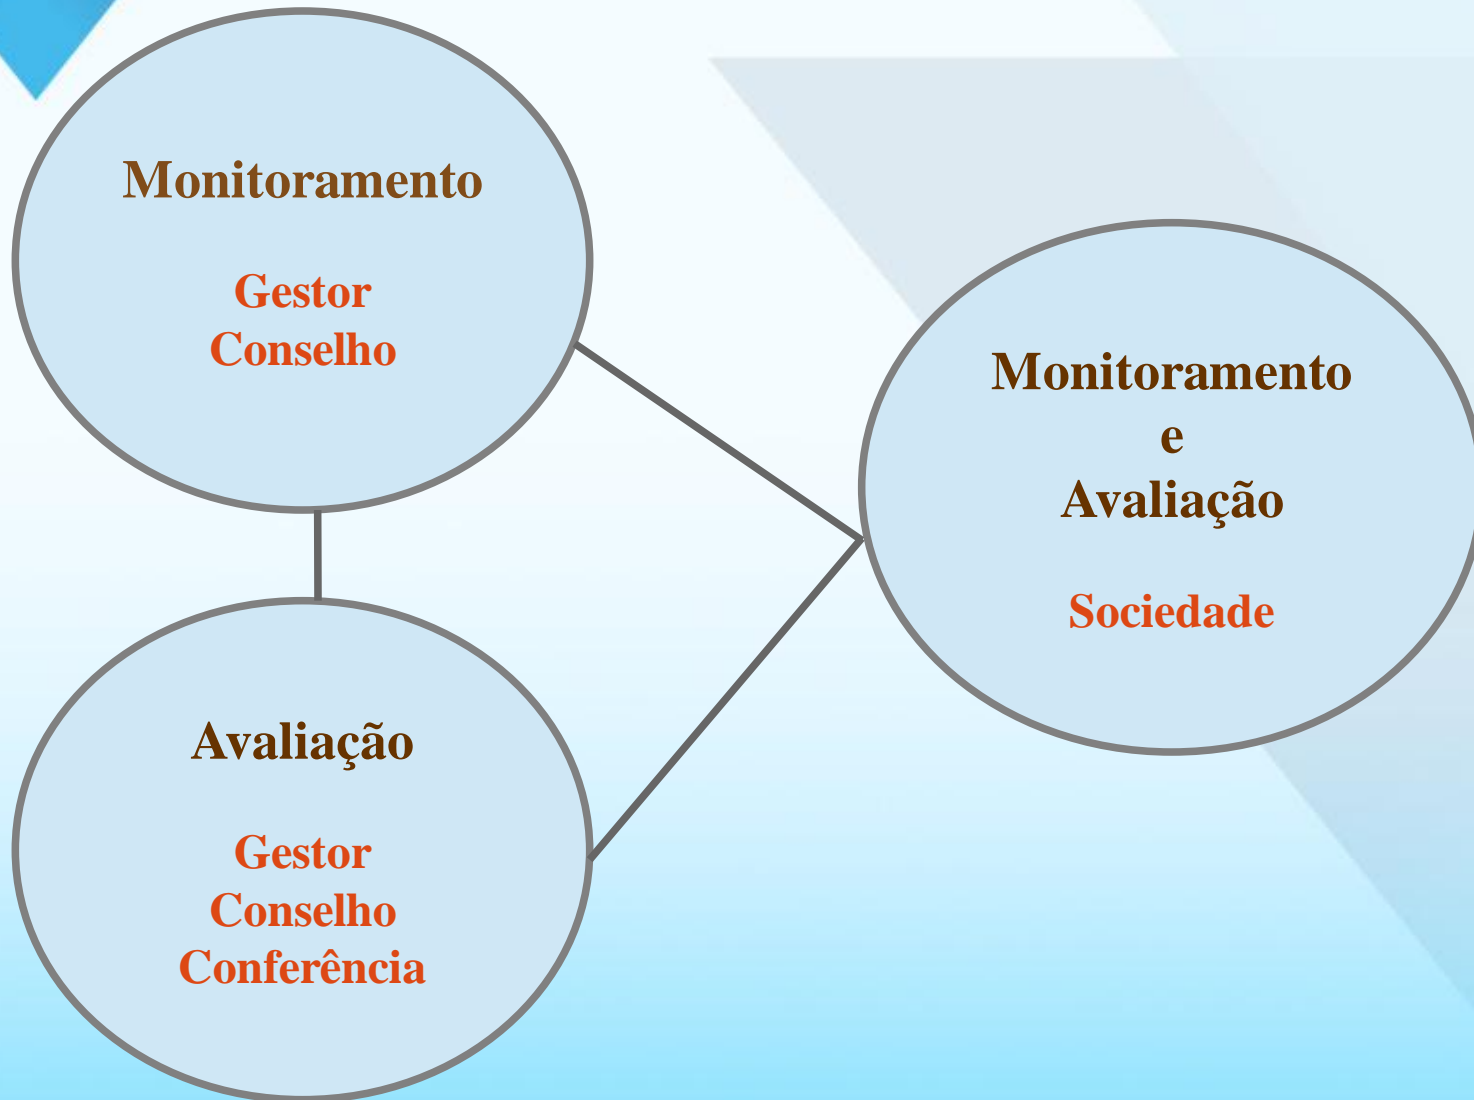 Monitoramento
Gestor
Conselho
Avaliação
Gestor
Conselho
Conferência
Monitoramento
e
Avaliação
Sociedade